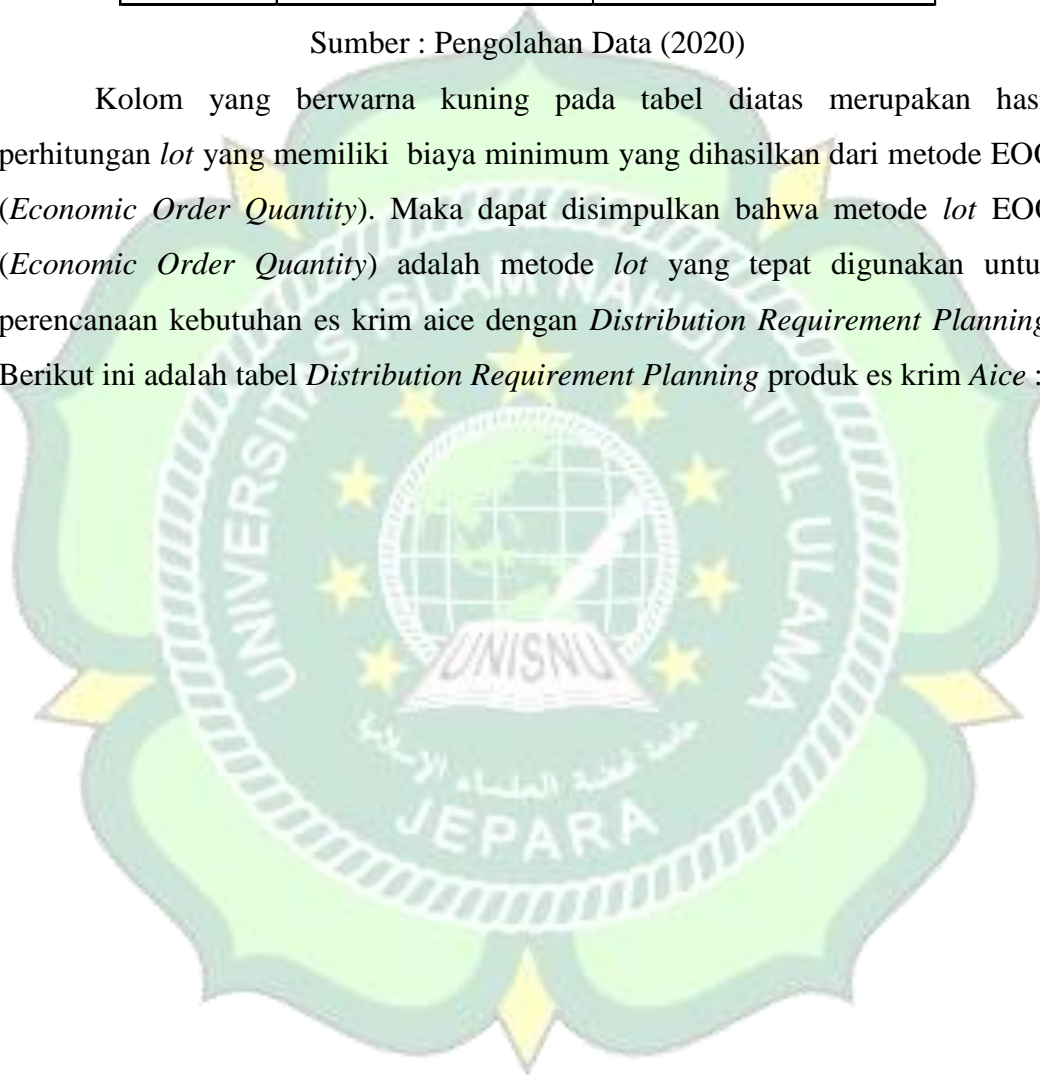 Sumber : Pengolahan Data (2020)
Kolom yang berwarna kuning pada tabel diatas merupakan has
perhitungan lot yang memiliki biaya minimum yang dihasilkan dari metode EOQ
(Economic Order Quantity). Maka dapat disimpulkan bahwa metode lot EOQ
(Economic Order Quantity) adalah metode lot yang tepat digunakan untu
perencanaan kebutuhan es krim aice dengan Distribution Requirement Planning
Berikut ini adalah tabel Distribution Requirement Planning produk es krim Aice :
UNIVERSITAS ISLAM NAHDLATUL ULAMA
UNISNU
JEPARA